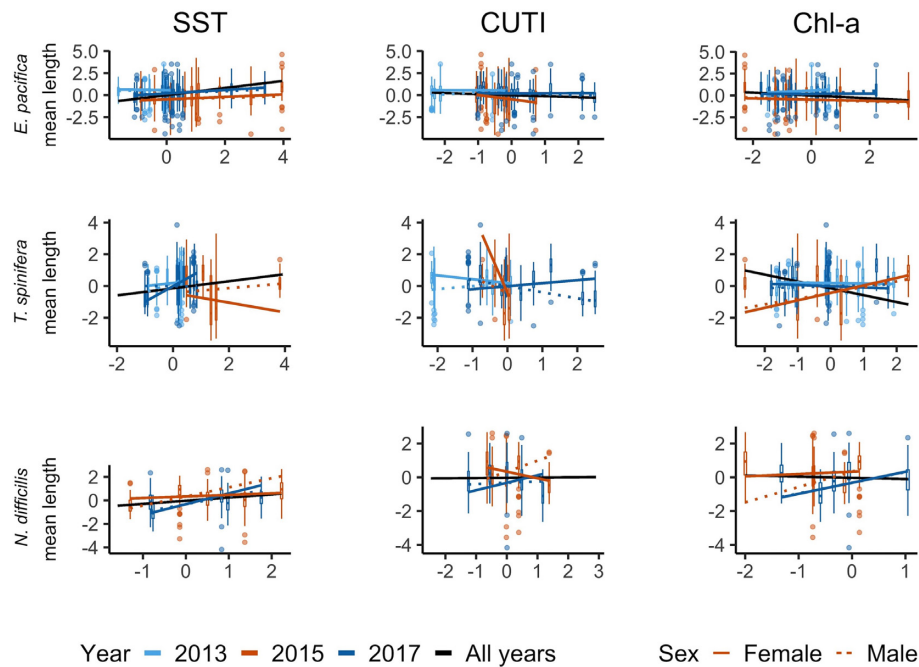 SST CUTI Chl-a
E. pacifica
mean length
5.0 2.5 0.0 -2.5
0 2 4
5.0 2.5 0.0 -2.5
-2 -1 0 1 2
5.0 2.5 0.0 -2.5
-2 0 2
T. spinifera
mean length
4 2 0 -2
-2 0 2 4
4 2 0 -2
-2 -1 0 1 2
4 2 0 -2
-2 -1 0 1 2 3
N. difficilis
mean length
2 0 -2 -4
-1 0 1 2
2 0 -2 -4
-2 -1 0 1 2 3
2 0 -2 -4
-2 -1 0 1
Year 2013 2015 2017 All years Sex Female Male